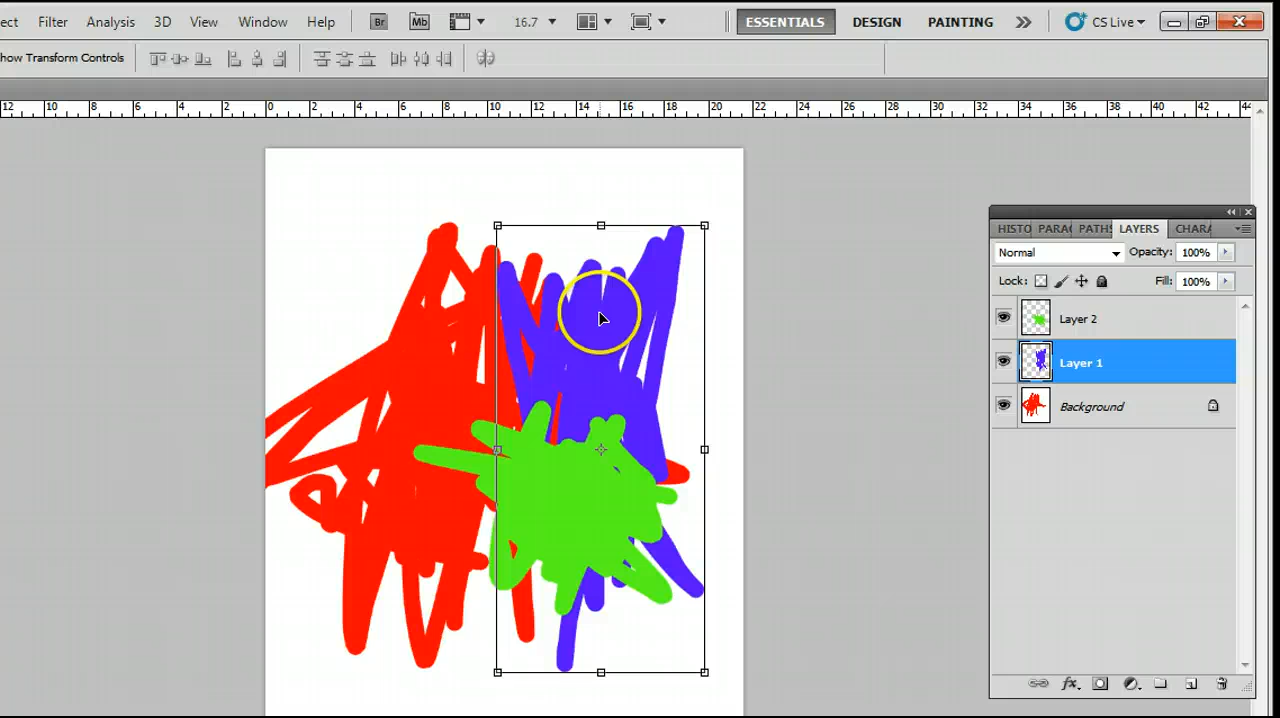 ect Filter Analysis 3D View Window Help Br Mb 16.7 ESSENTIALS DESIGN PAINTING CS Live
how Transform Controls
12 10 8 6 4 2 0 2 4 6 8 10 12 14 16 18 20 22 24 26 28 30 32 34 36 38 40 42 44
HISTO PARAG PATHS LAYERS CHARA
Normal Opacity: 100%
Lock: Fill: 100%
Layer 2
Layer 1
Background
fx